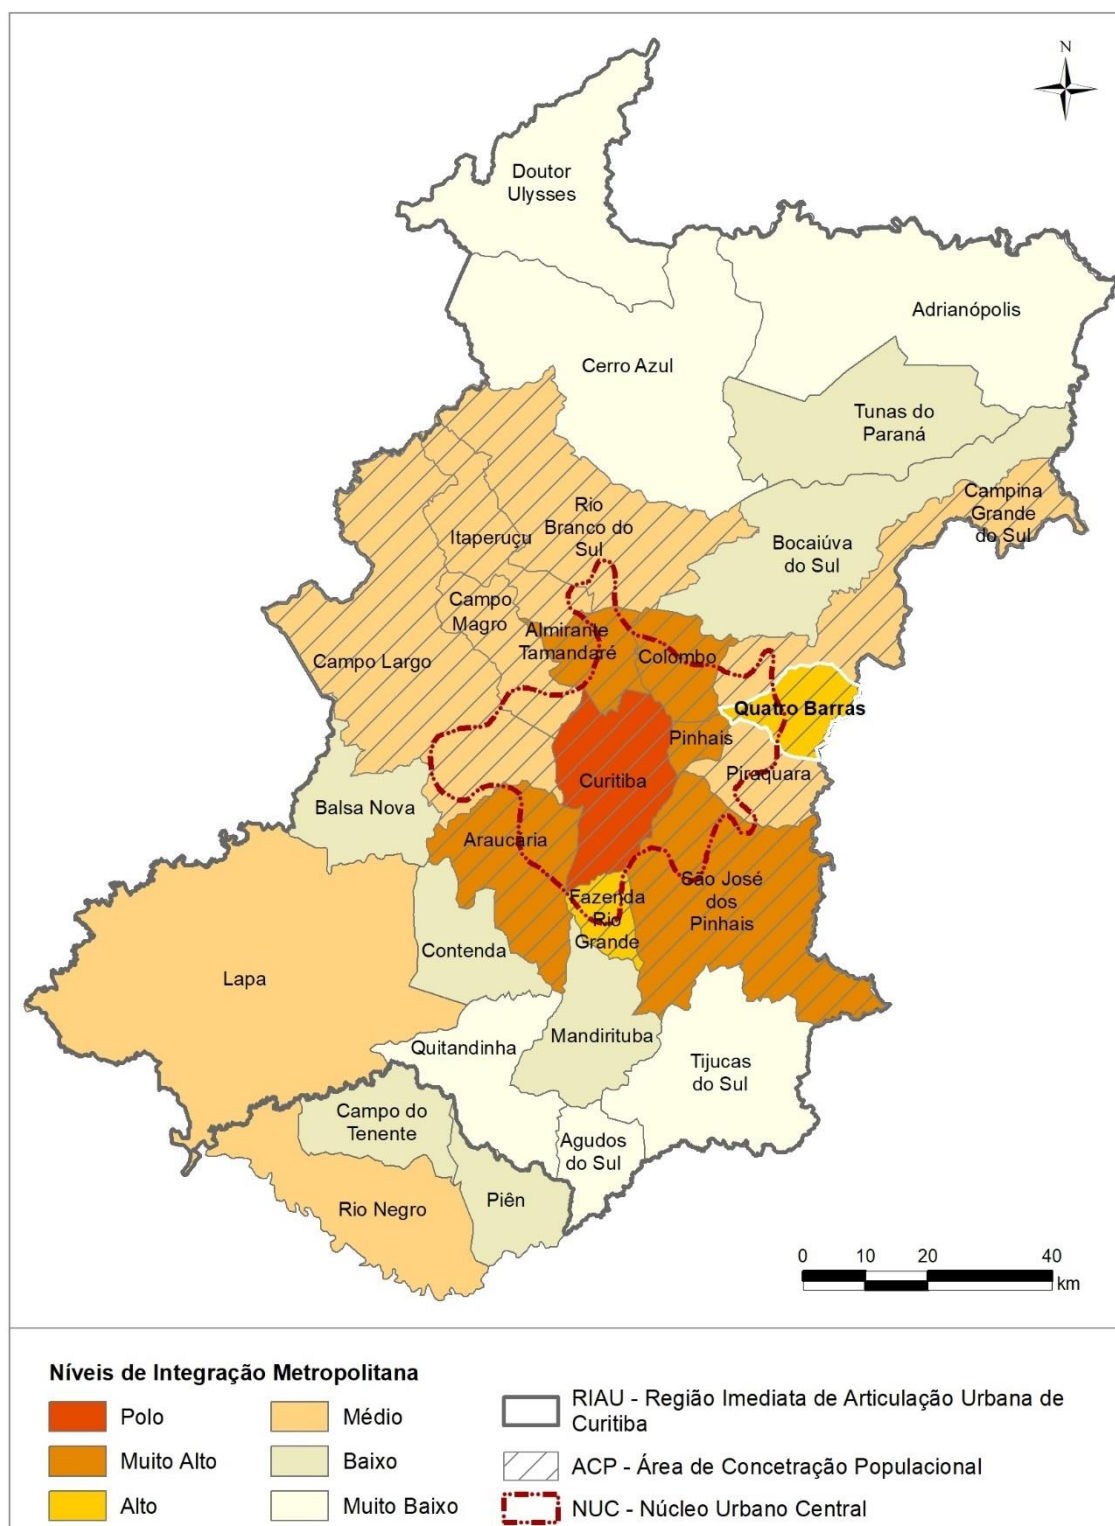 N
Doutor
Ulysses
Adrianópolis
Cerro Azul
Tunas do
Paraná
Campina
Grande
do Sul
Rio
Branco do
Sul
Itaperuçu
Bocaiúva
do Sul
Campo
Magro
Almirante
Tamandaré
Colombo
Campo Largo
Quatro Barras
Pinhais
Piraquara
Curitiba
Balsa Nova
Araucaria
São José
dos
Pinhais
Fazenda
Rio
Grande
Contenda
Lapa
Mandirituba
Quitandinha
Tijucas
do Sul
Campo do
Tenente
Agudos
do Sul
Piên
Rio Negro
0 10 20 40
km
Níveis de Integração Metropolitana
Polo
Muito Alto
Alto
Médio
Baixo
Muito Baixo
RIAU - Região Imediata de Articulação Urbana de
Curitiba
ACP - Área de Concetração Populacional
NUC - Núcleo Urbano Central